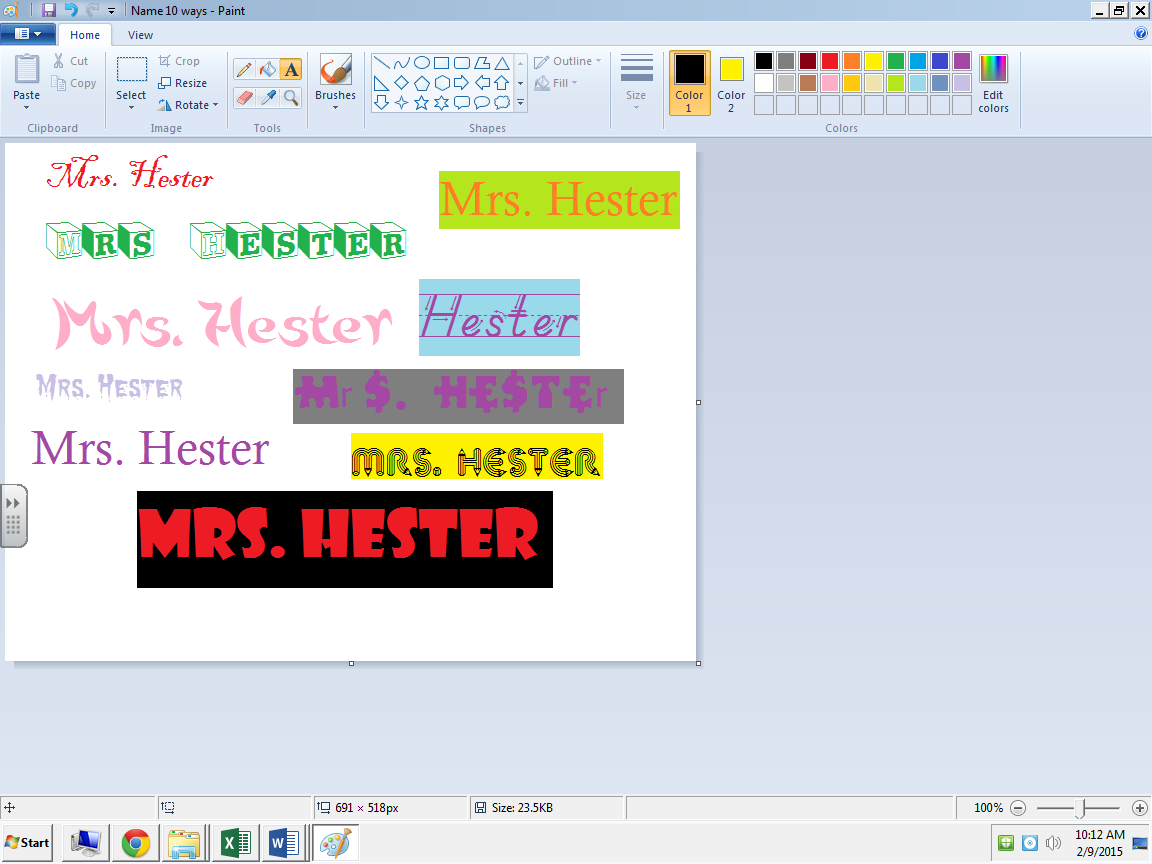 Name10 ways - Paint
Home View
Paste Cut Copy Select Crop Resize Rotate A Brushes Outline Fill Size Color 1 Color 2 Edit colors
Clipboard Image Tools Shapes Colors
Mrs. Hester
Mrs. Hester
MRS HESTER
Mrs. Hester
Hester
Mrs. Hester
Mr$. HE$TEr
Mrs. Hester
MRS. HESTER
MRS. HESTER
691 × 518px Size: 23.5KB 100%
Start
10:12 AM
2/9/2015